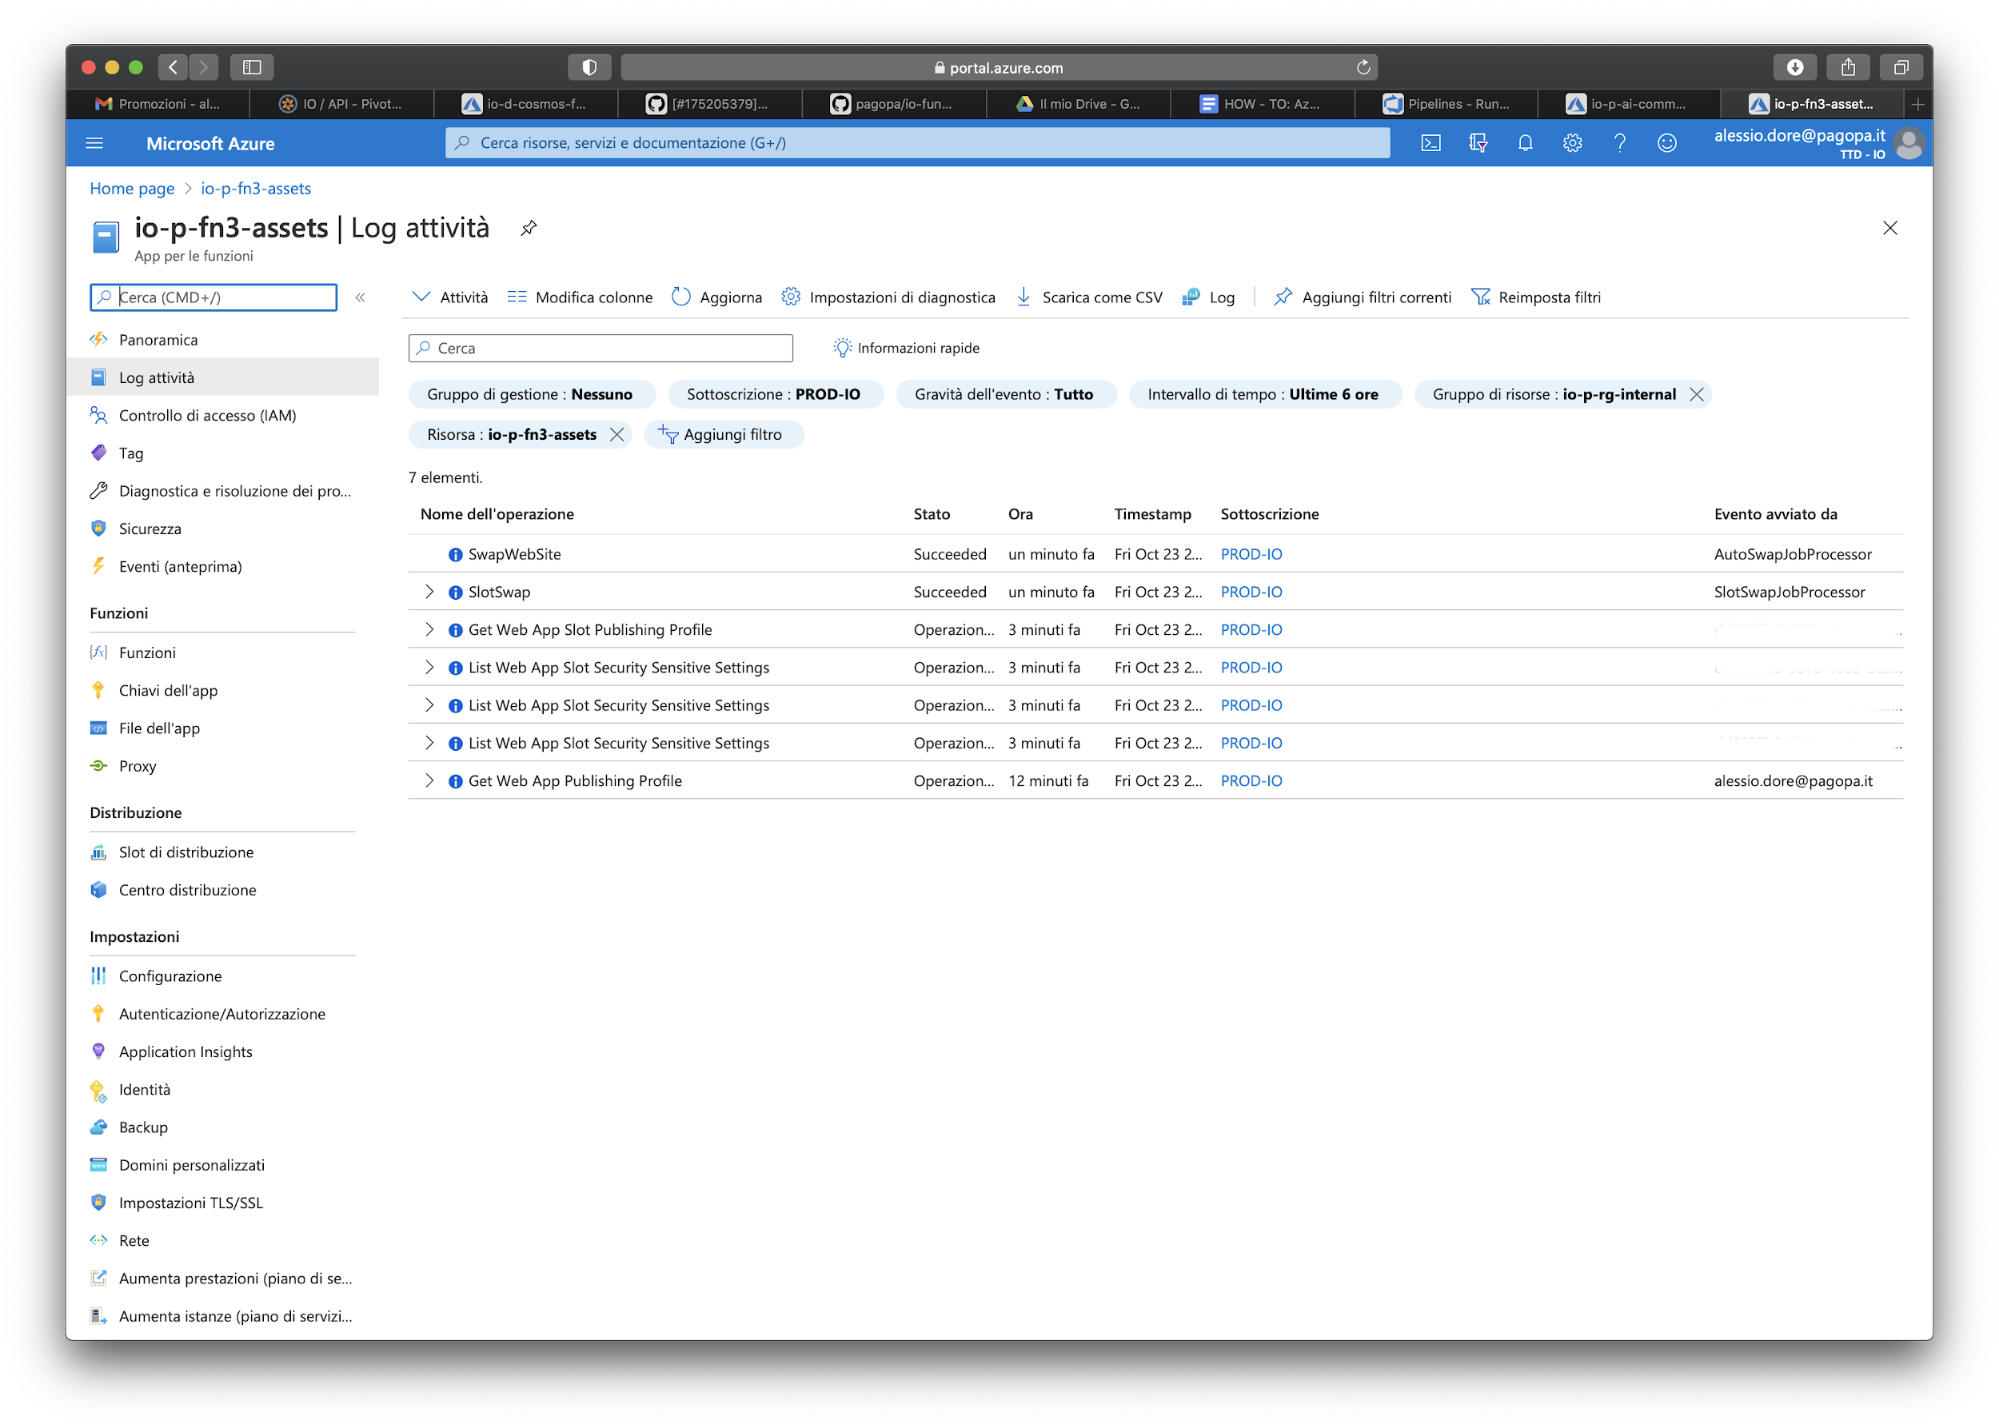 portal.azure.com
Promozioni - al...
IO / API - Pivot...
io-d-cosmos-f...
[#175205379]...
pagopa/io-fun...
Il mio Drive - G...
HOW - TO: Az...
Pipelines - Run...
io-p-ai-comm...
io-p-fn3-asset...
Microsoft Azure
Cerca risorse, servizi e documentazione (G+/)
alessio.dore@pagopa.it
TTD - IO
Home page > io-p-fn3-assets
io-p-fn3-assets | Log attività
App per le funzioni
Cerca (CMD+/)
«
Panoramica
Log attività
Controllo di accesso (IAM)
Tag
Diagnostica e risoluzione dei pro...
Sicurezza
Eventi (anteprima)
Funzioni
Funzioni
Chiavi dell'app
File dell'app
Proxy
Distribuzione
Slot di distribuzione
Centro distribuzione
Impostazioni
Configurazione
Autenticazione/Autorizzazione
Application Insights
Identità
Backup
Domini personalizzati
Impostazioni TLS/SSL
Rete
Aumenta prestazioni (piano di se...
Aumenta istanze (piano di servizi...
Attività Modifica colonne Aggiorna Impostazioni di diagnostica Scarica come CSV Log Aggiungi filtri correnti Reimposta filtri
Cerca Informazioni rapide
Gruppo di gestione : Nessuno Sottoscrizione : PROD-IO Gravità dell'evento : Tutto Intervallo di tempo : Ultime 6 ore Gruppo di risorse : io-p-rg-internal
Risorsa : io-p-fn3-assets Aggiungi filtro
7 elementi.
Nome dell'operazione Stato Ora Timestamp Sottoscrizione Evento avviato da
SwapWebSite Succeeded un minuto fa Fri Oct 23 2... PROD-IO AutoSwapJobProcessor
SlotSwap Succeeded un minuto fa Fri Oct 23 2... PROD-IO SlotSwapJobProcessor
Get Web App Slot Publishing Profile Operazion... 3 minuti fa Fri Oct 23 2... PROD-IO
List Web App Slot Security Sensitive Settings Operazion... 3 minuti fa Fri Oct 23 2... PROD-IO
List Web App Slot Security Sensitive Settings Operazion... 3 minuti fa Fri Oct 23 2... PROD-IO
List Web App Slot Security Sensitive Settings Operazion... 3 minuti fa Fri Oct 23 2... PROD-IO
Get Web App Publishing Profile Operazion... 12 minuti fa Fri Oct 23 2... PROD-IO alessio.dore@pagopa.it